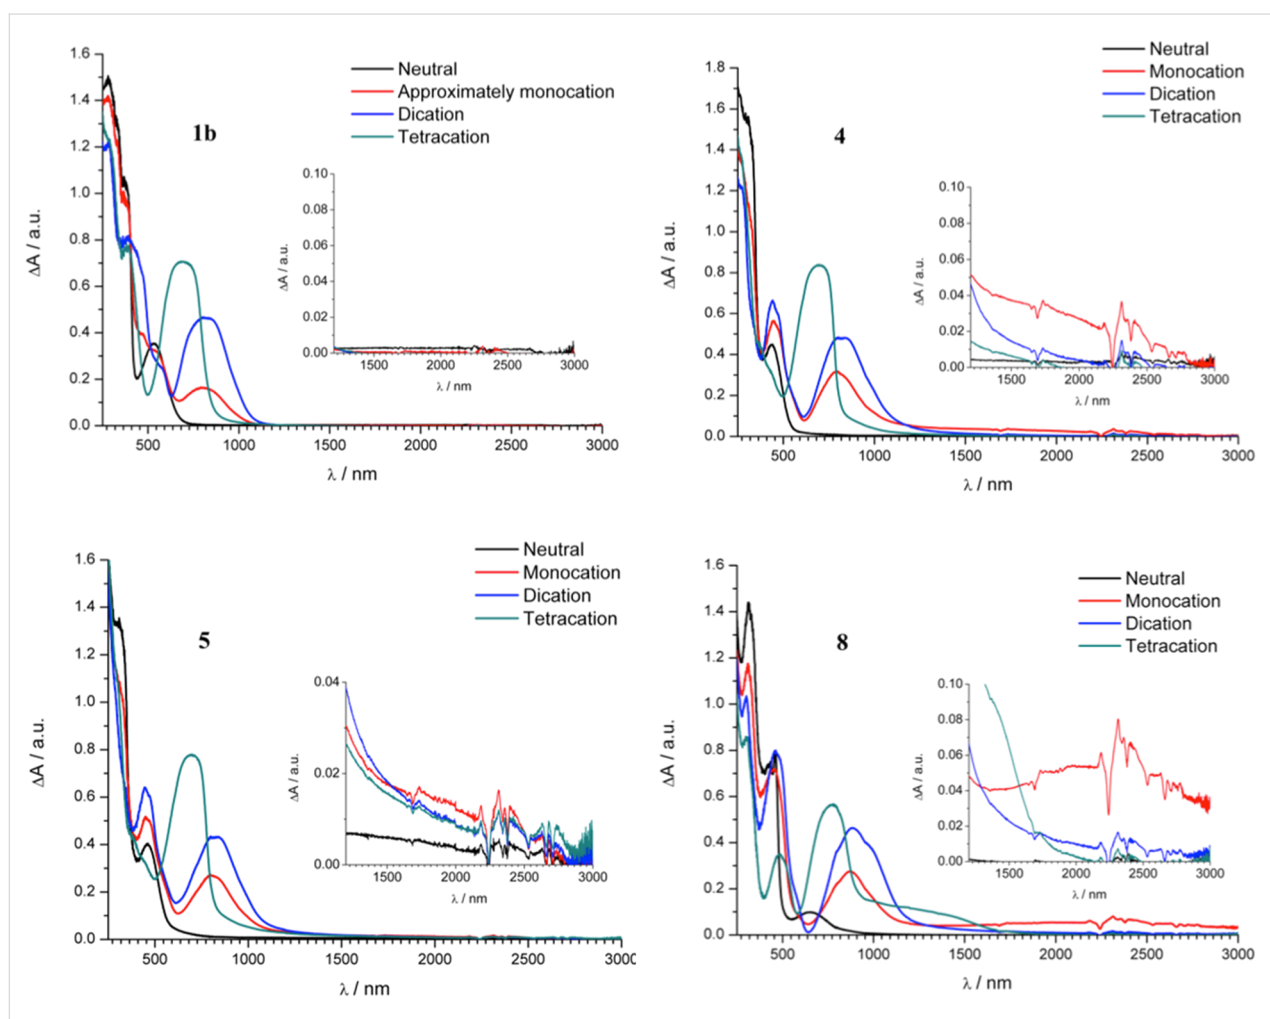 1b
Neutral
Approximately monocation
Dication
Tetracation
1.6
1.4
1.2
1.0
0.8
0.6
0.4
0.2
0.0
ΔA / a.u.
500 1000 1500 2000 2500 3000
λ / nm
0.10
0.08
0.06
0.04
0.02
0.00
ΔA / a.u.
1500 2000 2500 3000
λ / nm
4
Neutral
Monocation
Dication
Tetracation
1.8
1.6
1.4
1.2
1.0
0.8
0.6
0.4
0.2
0.0
ΔA / a.u.
500 1000 1500 2000 2500 3000
λ / nm
0.10
0.08
0.06
0.04
0.02
0.00
ΔA / a.u.
1500 2000 2500 3000
λ / nm
5
Neutral
Monocation
Dication
Tetracation
1.6
1.4
1.2
1.0
0.8
0.6
0.4
0.2
0.0
ΔA / a.u.
500 1000 1500 2000 2500 3000
λ / nm
0.04
0.02
0.00
ΔA / a.u.
1500 2000 2500 3000
λ / nm
8
Neutral
Monocation
Dication
Tetracation
1.6
1.4
1.2
1.0
0.8
0.6
0.4
0.2
0.0
ΔA / a.u.
500 1000 1500 2000 2500 3000
λ / nm
0.10
0.08
0.06
0.04
0.02
0.00
ΔA / a.u.
1500 2000 2500 3000
λ / nm